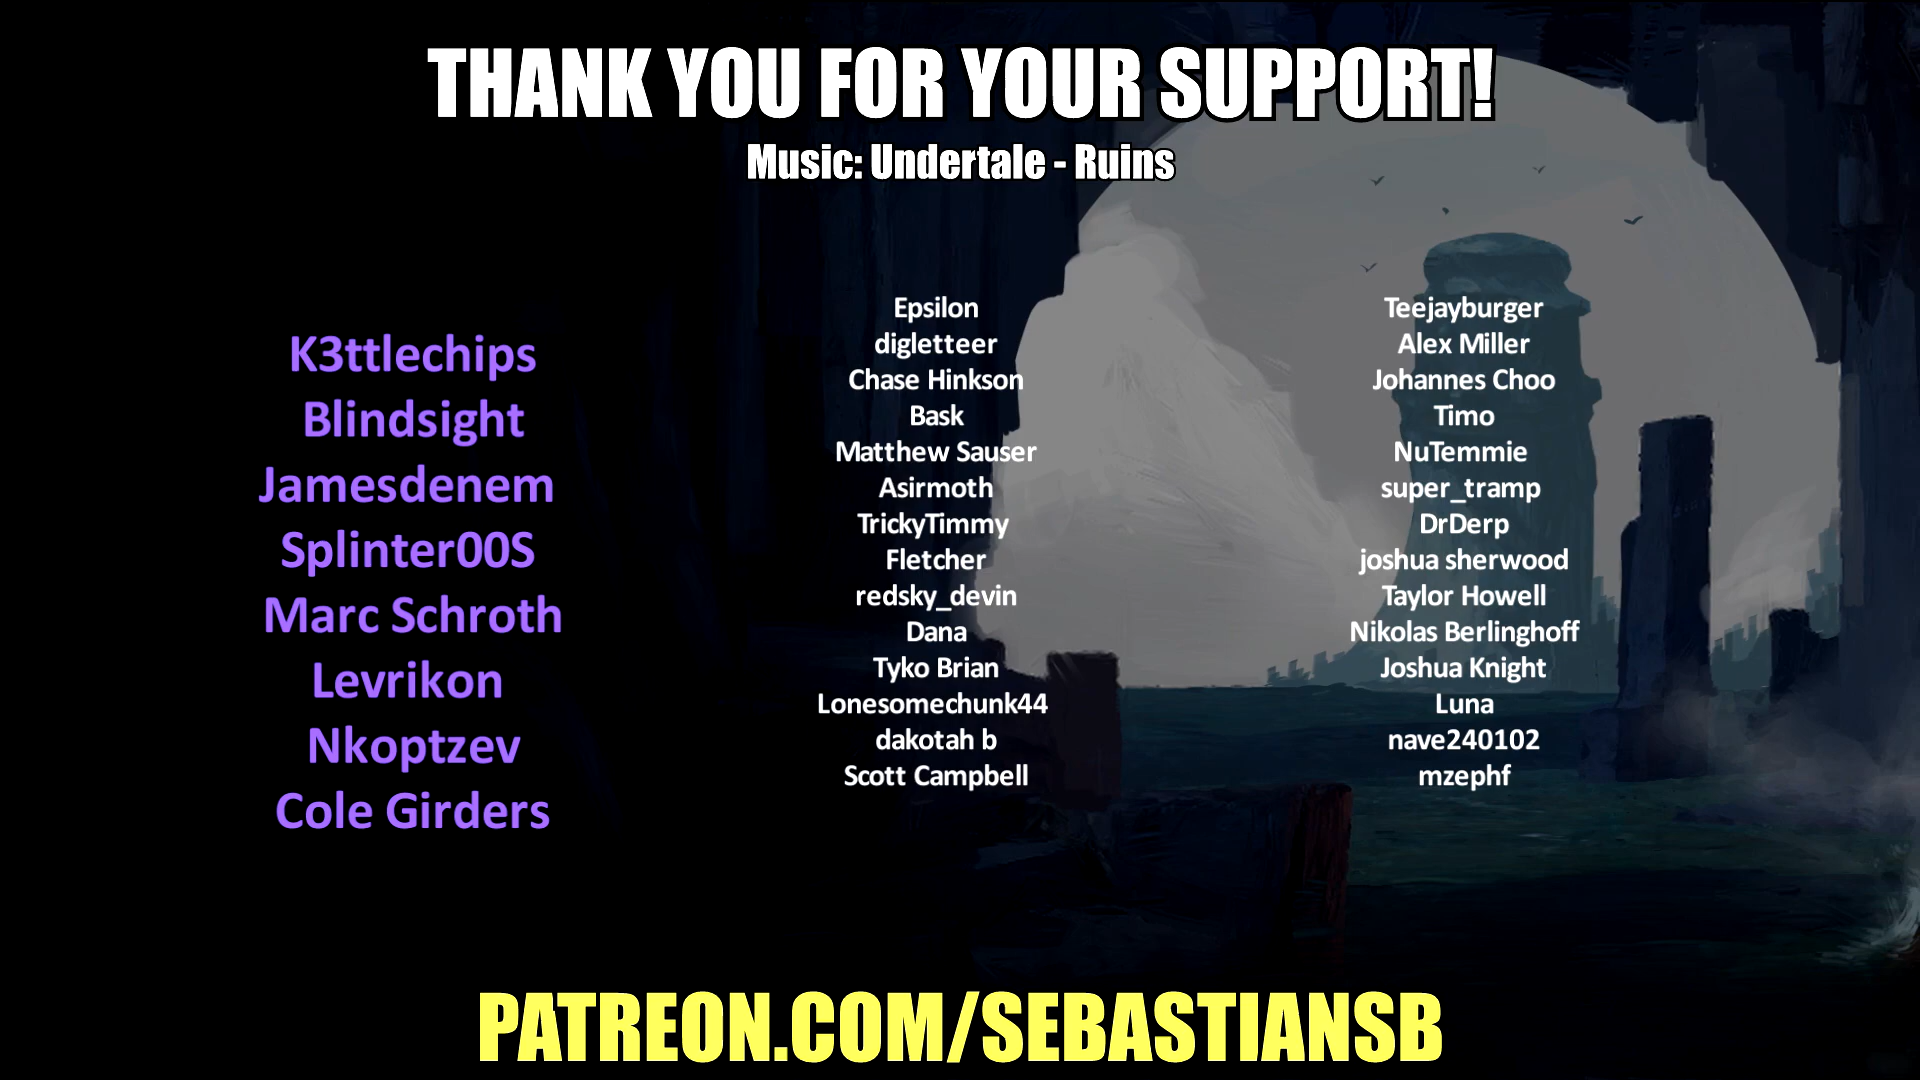 THANK YOU FOR YOUR SUPPORT!
Music: Undertale - Ruins
K3ttlechips
Blindsight
Jamesdenem
Splinter00S
Marc Schroth
Levrikon
Nkoptzev
Cole Girders
Epsilon
digletteer
Chase Hinkson
Bask
Matthew Sauser
Asirmoth
TrickyTimmy
Fletcher
redsky_devin
Dana
Tyko Brian
Lonesomechunk44
dakotah b
Scott Campbell
Teejayburger
Alex Miller
Johannes Choo
Timo
NuTemmie
super_tramp
DrDerp
joshua sherwood
Taylor Howell
Nikolas Berlinghoff
Joshua Knight
Luna
nave240102
mzephf
PATREON.COM/SEBASTIANSB